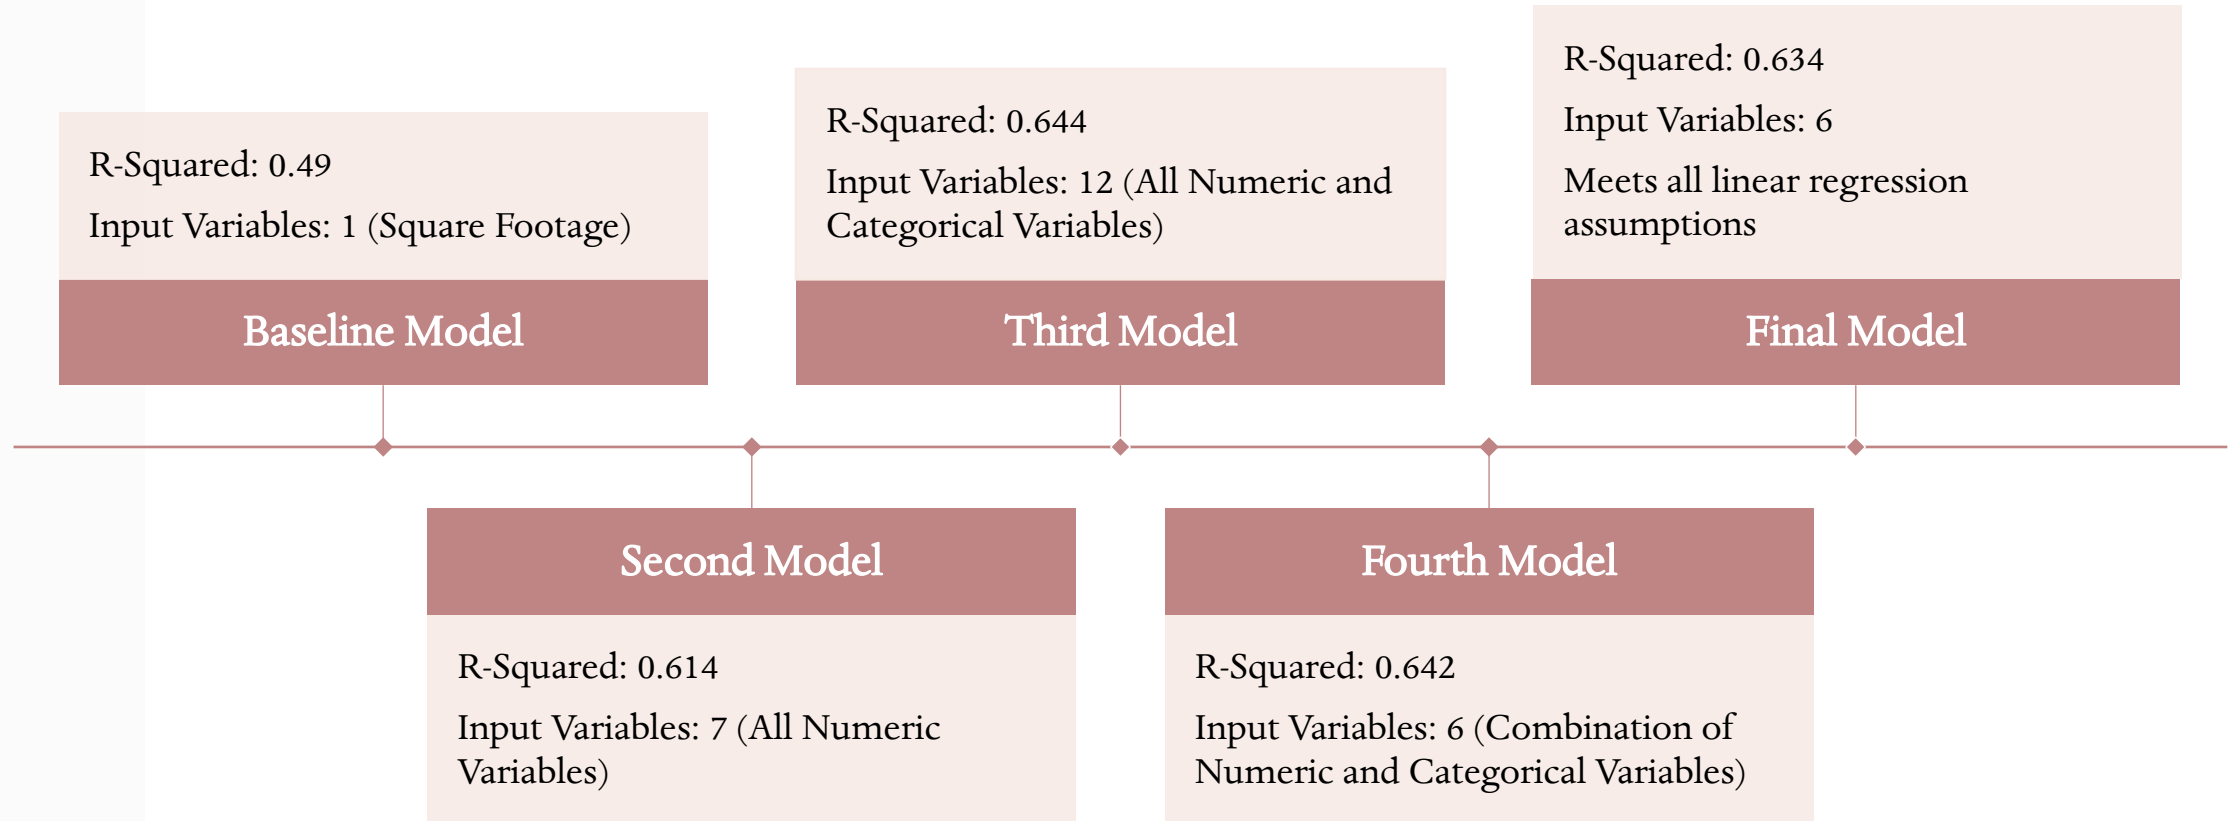 R-Squared: 0.49
Input Variables: 1 (Square Footage)
Baseline Model
Second Model
R-Squared: 0.614
Input Variables: 7 (All Numeric
Variables)
R-Squared: 0.644
Input Variables: 12 (All Numeric and
Categorical Variables)
Third Model
Fourth Model
R-Squared: 0.642
Input Variables: 6 (Combination of
Numeric and Categorical Variables)
R-Squared: 0.634
Input Variables: 6
Meets all linear regression
assumptions
Final Model